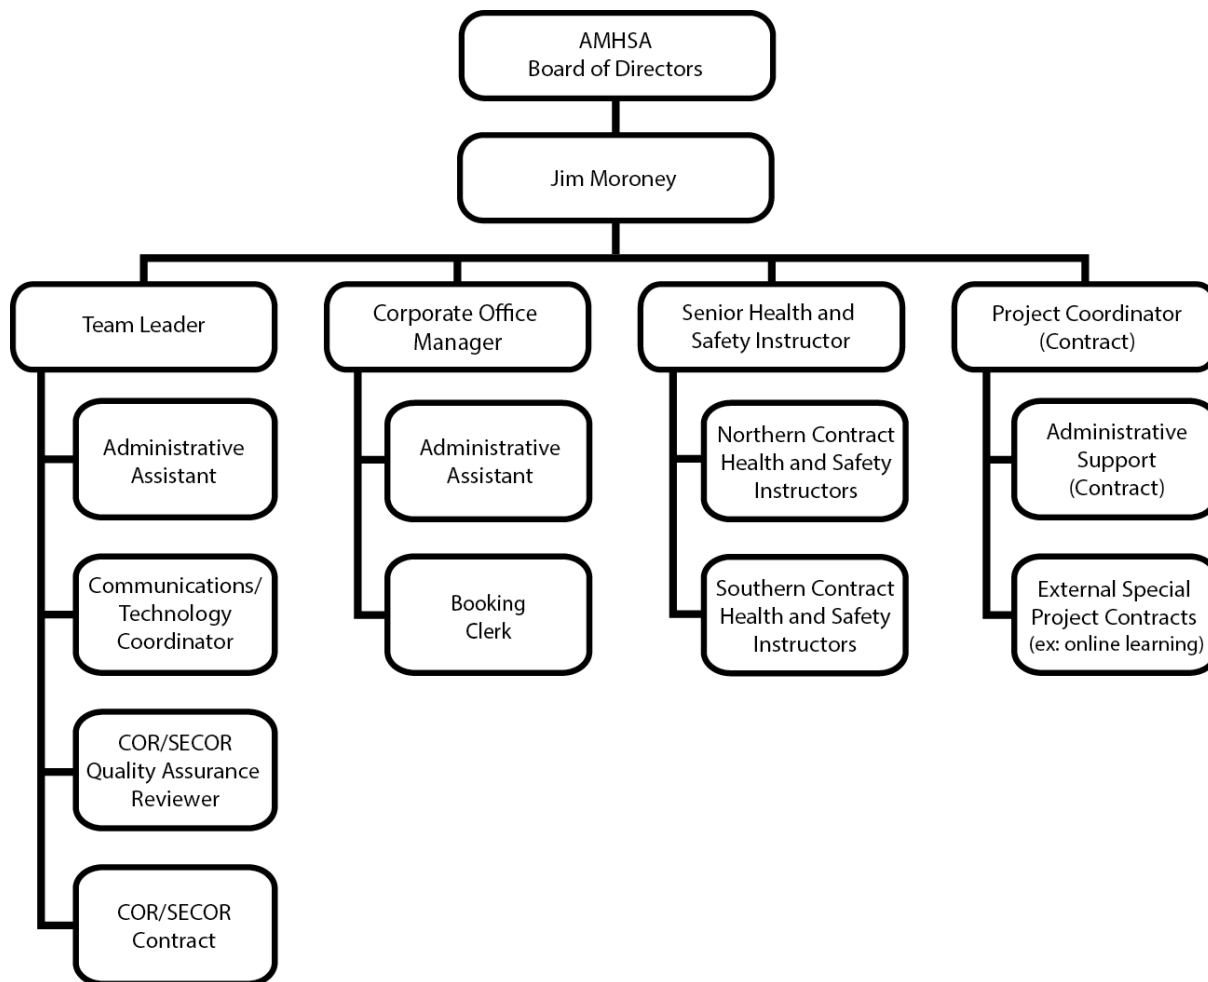 AMHSA
Board of Directors
Jim Moroney
Team Leader
Corporate Office
Manager
Senior Health and
Safety Instructor
Project Coordinator
(Contract)
Administrative
Assistant
Communications/
Technology
Coordinator
COR/SECOR
Quality Assurance
Reviewer
COR/SECOR
Contract
Administrative
Assistant
Booking
Clerk
Northern Contract
Health and Safety
Instructors
Southern Contract
Health and Safety
Instructors
Administrative
Support
(Contract)
External Special
Project Contracts
(ex: online learning)